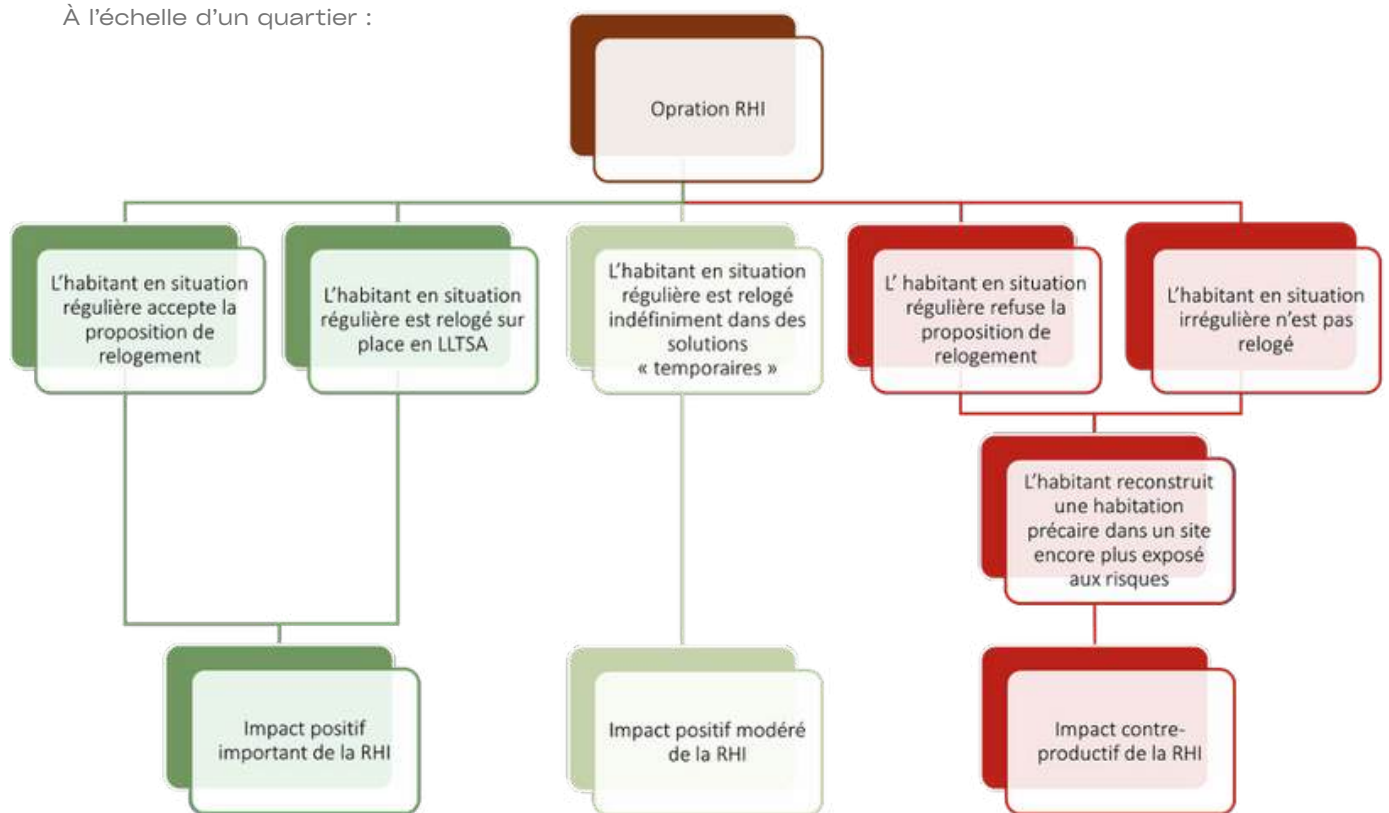 À l’échelle d’un quartier :
Opration RHI
L’habitant en situation
régulière accepte la
proposition de
relogement
L’habitant en situation
régulière est relogé sur
place en LLTSA
L’habitant en situation
régulière est relogé
indéfiniment dans des
solutions
« temporaires »
L’ habitant en situation
régulière refuse la
proposition de
relogement
L’habitant en situation
irrégulière n’est pas
relogé
L’habitant reconstruit
une habitation
précaire dans un site
encore plus exposé
aux risques
Impact positif
important de la RHI
Impact positif modéré
de la RHI
Impact contre-
productif de la RHI